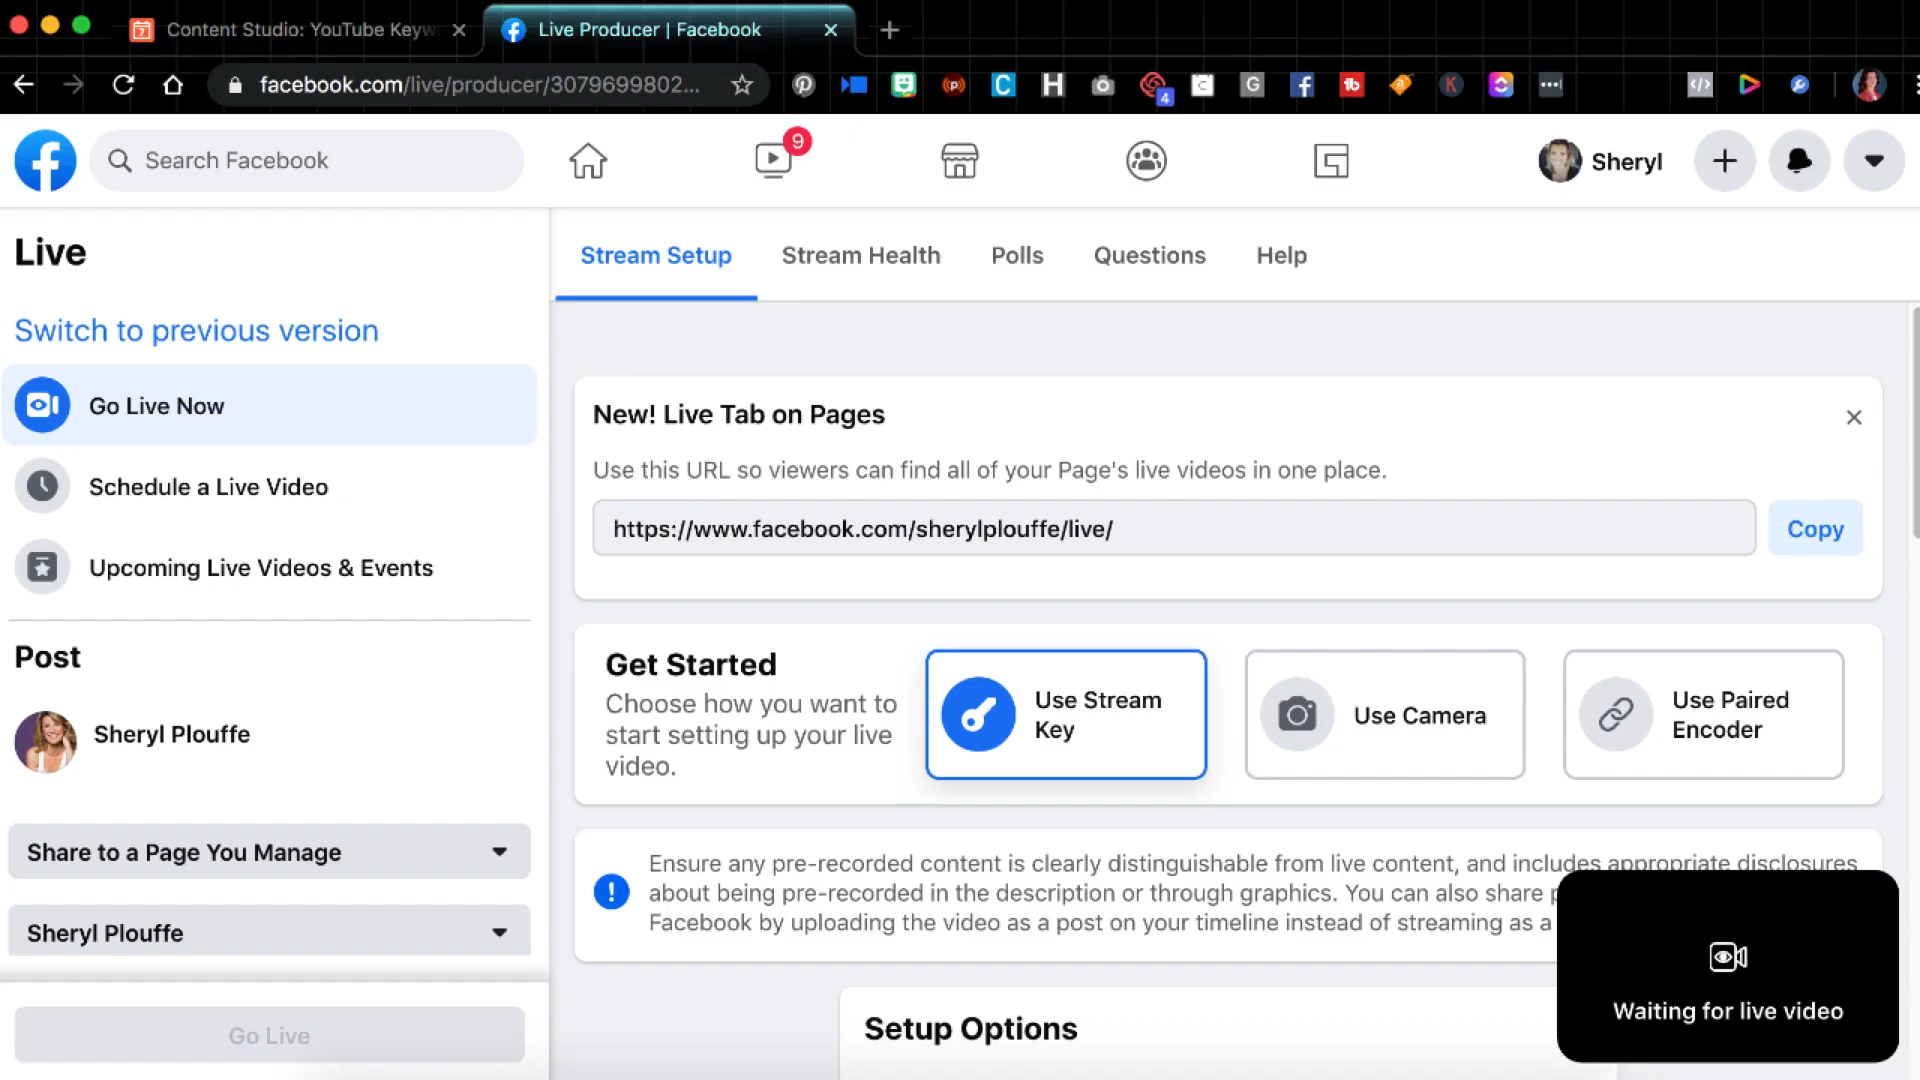 Content Studio: YouTube Keyw
Live Producer | Facebook
facebook.com/live/producer/3079699802...
4
Search Facebook
9
Sheryl
Live
Switch to previous version
Go Live Now
Schedule a Live Video
Upcoming Live Videos & Events
Post
Sheryl Plouffe
Share to a Page You Manage
Sheryl Plouffe
Go Live
Stream Setup
Stream Health
Polls
Questions
Help
New! Live Tab on Pages
Use this URL so viewers can find all of your Page's live videos in one place.
https://www.facebook.com/sherylplouffe/live/
Copy
Get Started
Choose how you want to
start setting up your live
video.
Use Stream
Key
Use Camera
Use Paired
Encoder
Ensure any pre-recorded content is clearly distinguishable from live content, and includes appropriate disclosures
about being pre-recorded in the description or through graphics. You can also share
Facebook by uploading the video as a post on your timeline instead of streaming as a
Setup Options
Waiting for live video